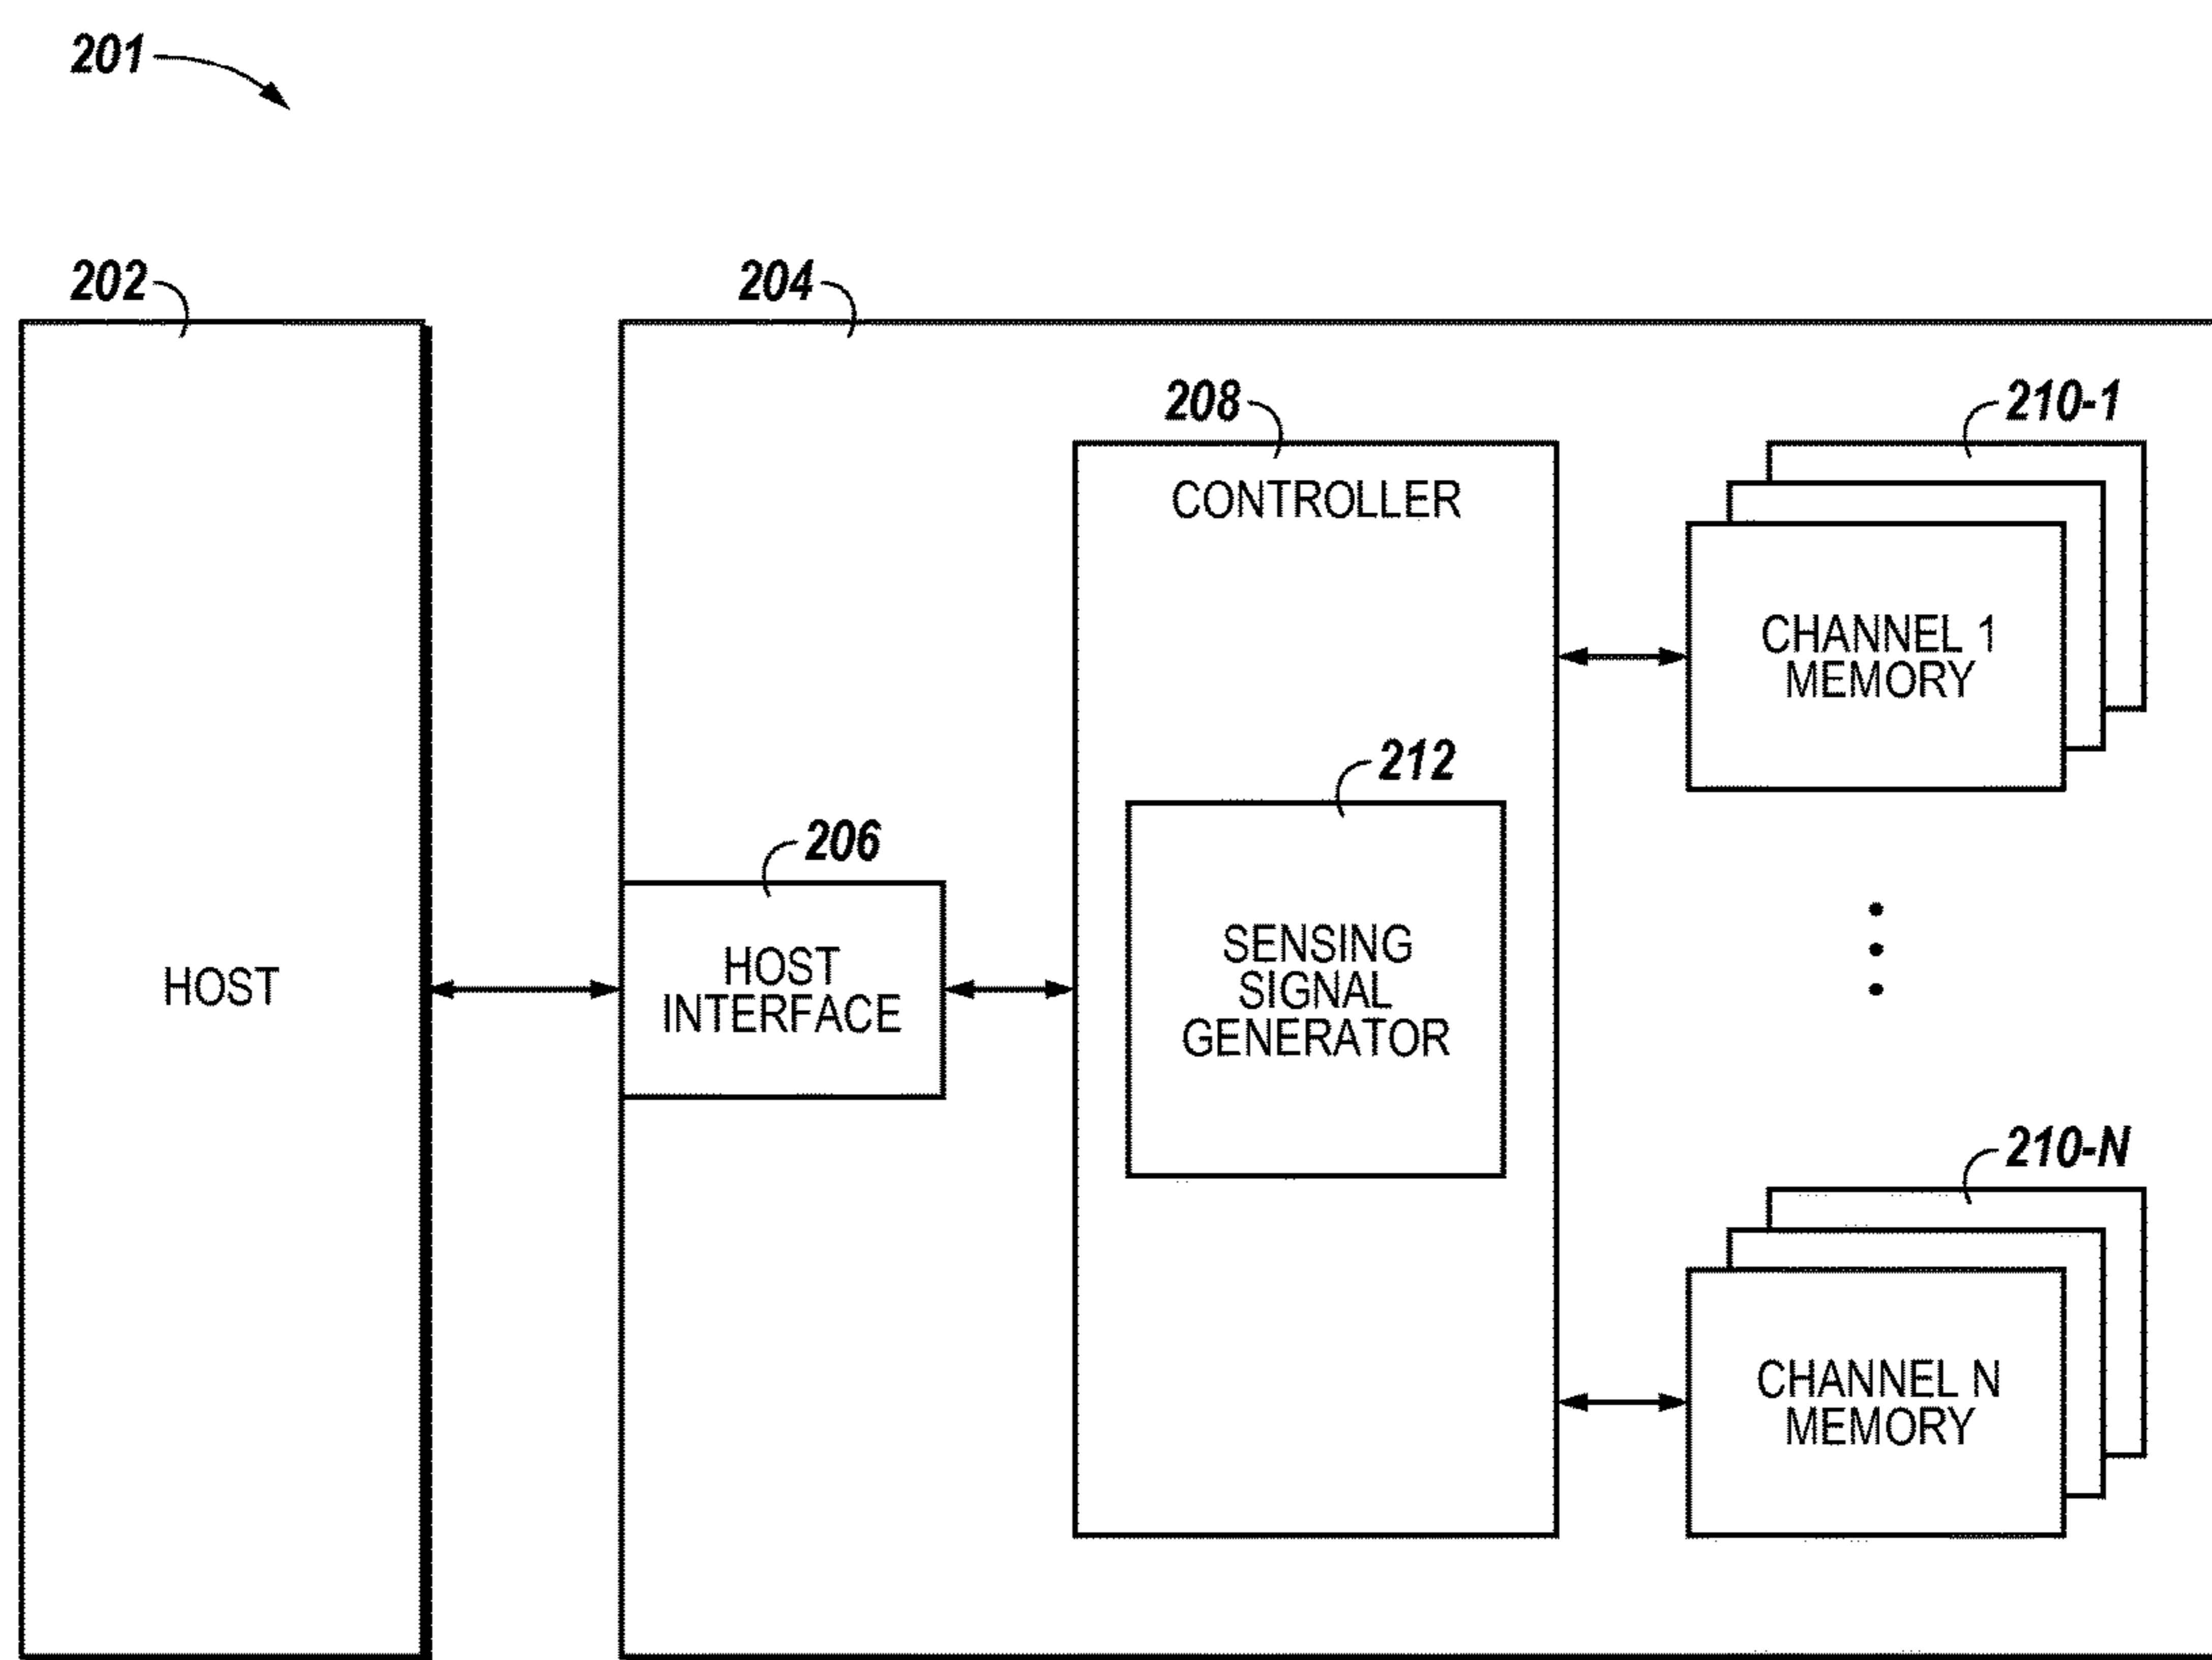 201
202
204
208
210-1
CONTROLLER
CHANNEL 1
MEMORY
212
206
HOST
HOST
INTERFACE
SENSING
SIGNAL
GENERATOR
210-N
CHANNEL N
MEMORY